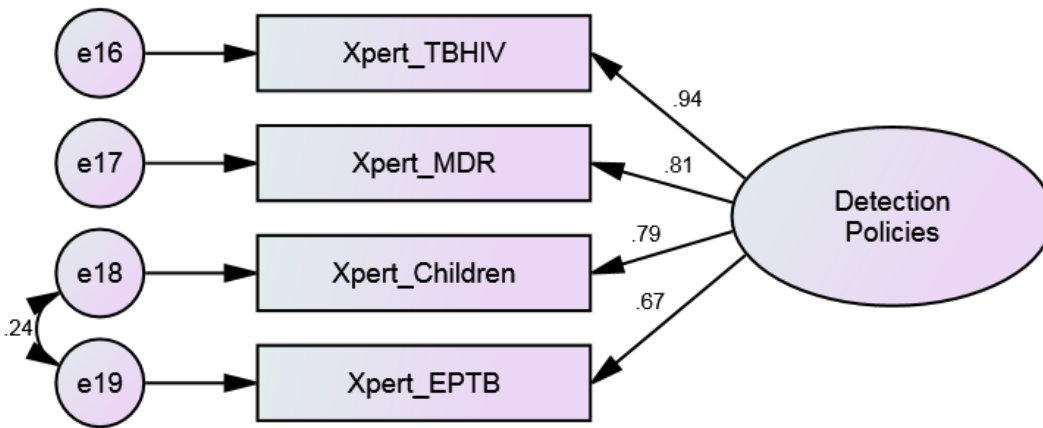 e16
Xpert_TBHIV
.94
e17
Xpert_MDR
.81
Detection
Policies
e18
Xpert_Children
.79
.24
.67
e19
Xpert_EPTB